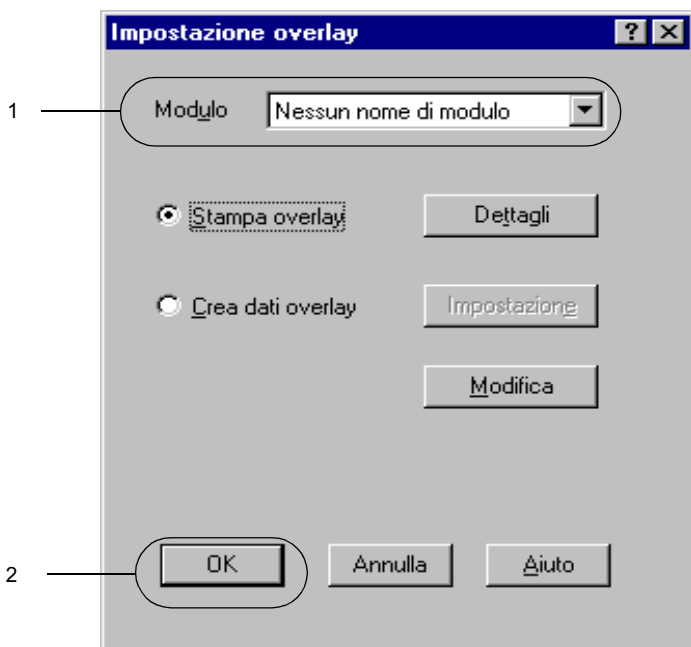 Impostazione overlay
1
Modulo Nessun nome di modulo
Stampa overlay Dettagli
Crea dati overlay Impostazione
Modifica
2
OK Annulla Aiuto